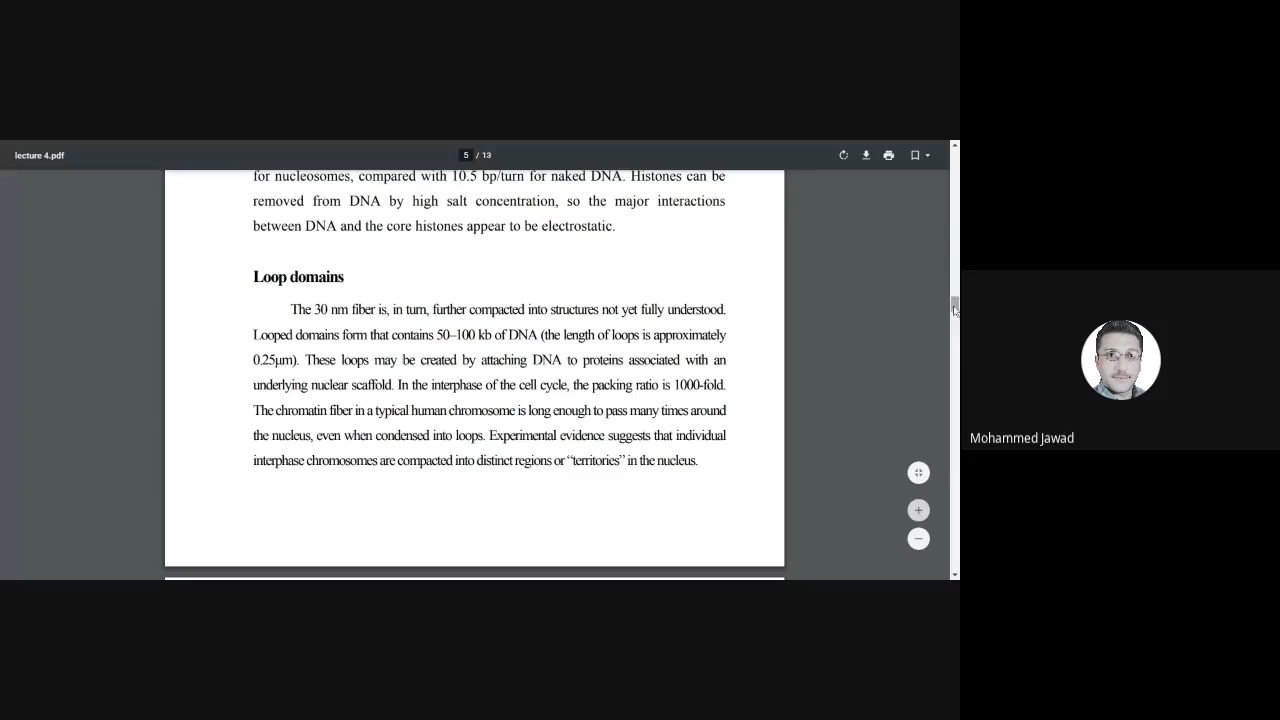 lecture 4.pdf
5 / 13
for nucleosomes, compared with 10.5 bp/turn for naked DNA. Histones can be
removed from DNA by high salt concentration, so the major interactions
between DNA and the core histones appear to be electrostatic.
Loop domains
The 30 nm fiber is, in turn, further compacted into structures not yet fully understood.
Looped domains form that contains 50–100 kb of DNA (the length of loops is approximately
0.25μm). These loops may be created by attaching DNA to proteins associated with an
underlying nuclear scaffold. In the interphase of the cell cycle, the packing ratio is 1000-fold.
The chromatin fiber in a typical human chromosome is long enough to pass many times around
the nucleus, even when condensed into loops. Experimental evidence suggests that individual
interphase chromosomes are compacted into distinct regions or “territories” in the nucleus.
Mohammed Jawad